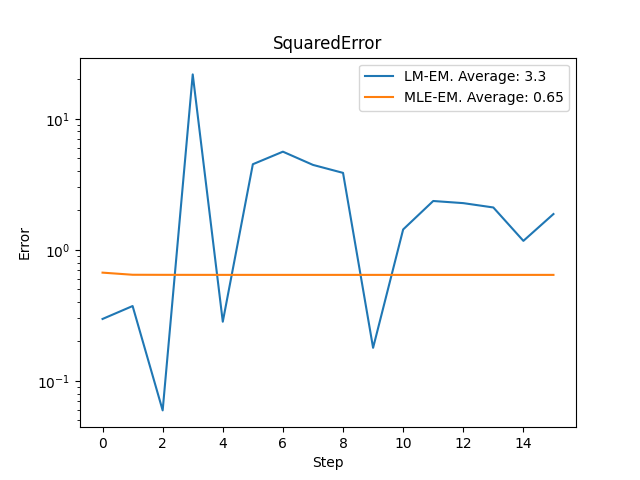 SquaredError
LM-EM. Average: 3.3
MLE-EM. Average: 0.65
Error
10¹
10⁰
10⁻¹
0 2 4 6 8 10 12 14
Step